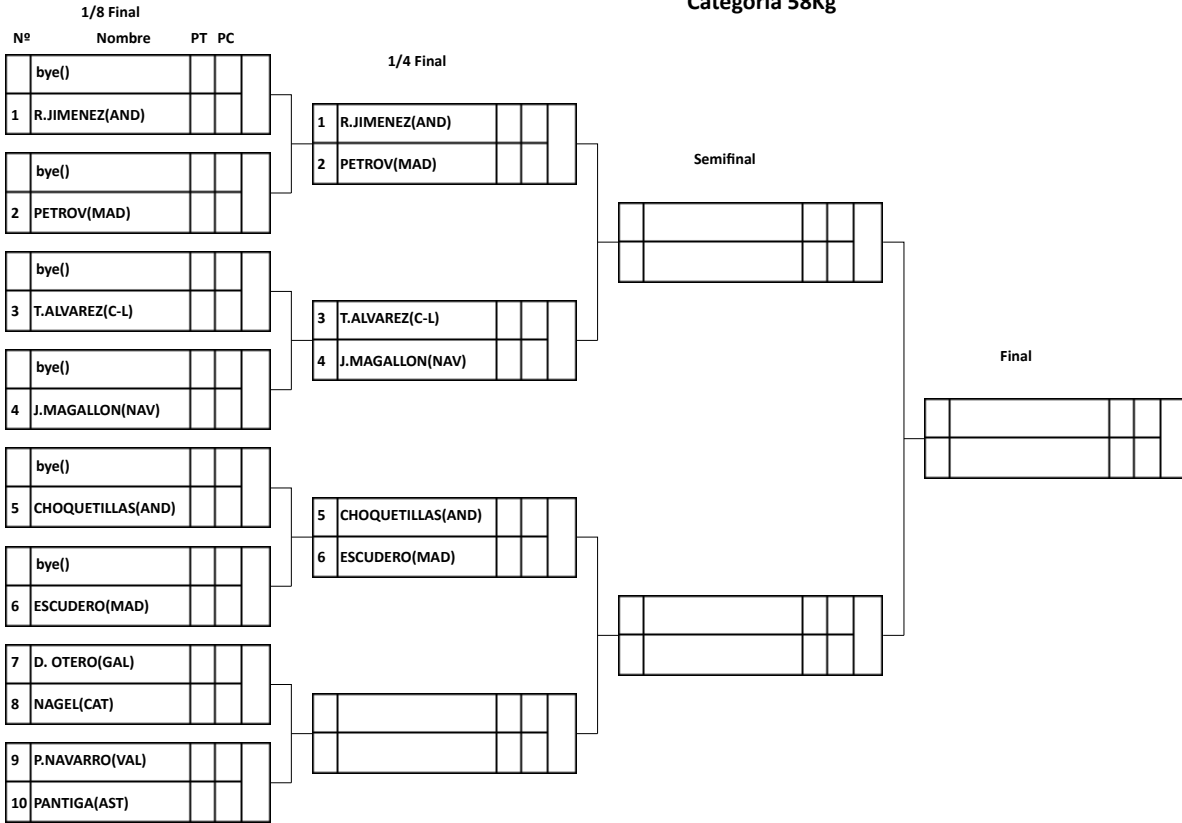 Categoría 58Kg
1/8 Final
Nº Nombre PT PC
bye()
1 R.JIMENEZ(AND)
bye()
2 PETROV(MAD)
bye()
3 T.ALVAREZ(C-L)
bye()
4 J.MAGALLON(NAV)
bye()
5 CHOQUETILLAS(AND)
bye()
6 ESCUDERO(MAD)
7 D. OTERO(GAL)
8 NAGEL(CAT)
9 P.NAVARRO(VAL)
10 PANTIGA(AST)
1/4 Final
1 R.JIMENEZ(AND)
2 PETROV(MAD)
3 T.ALVAREZ(C-L)
4 J.MAGALLON(NAV)
5 CHOQUETILLAS(AND)
6 ESCUDERO(MAD)
Semifinal
Final